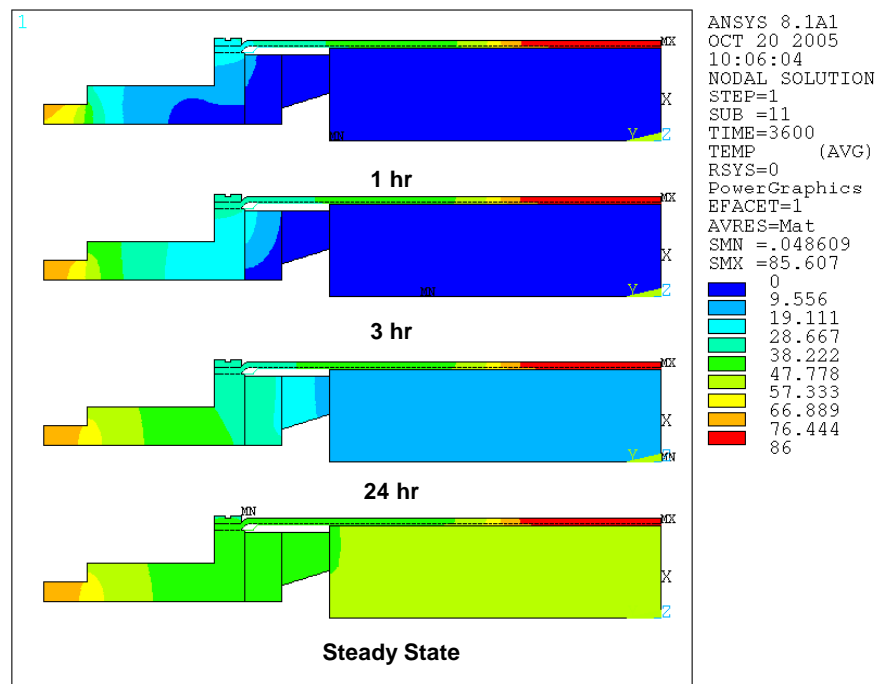 1
ANSYS 8.1A1
OCT 20 2005
10:06:04
NODAL SOLUTION
STEP=1
SUB =11
TIME=3600
TEMP (AVG)
RSYS=0
PowerGraphics
EFACET=1
AVRES=Mat
SMN =.048609
SMX =85.607
0
9.556
19.111
28.667
38.222
47.778
57.333
66.889
76.444
86
MX
X
MN
Y
Z
1 hr
MX
X
MN
Y
Z
3 hr
MX
X
Y
MN
24 hr
MN
MX
X
Z
Steady State